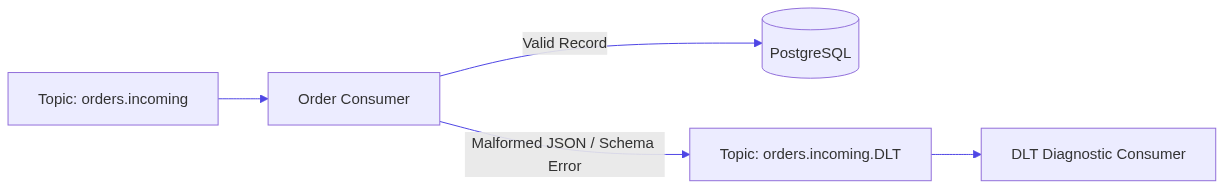 Topic: orders.incoming
Order Consumer
Valid Record
PostgreSQL
Malformed JSON / Schema
Error
Topic: orders.incoming.DLT
DLT Diagnostic Consumer